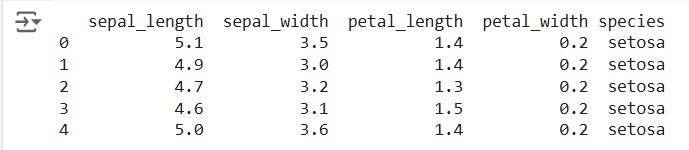 sepal_length sepal_width petal_length petal_width species
0 5.1 3.5 1.4 0.2 setosa
1 4.9 3.0 1.4 0.2 setosa
2 4.7 3.2 1.3 0.2 setosa
3 4.6 3.1 1.5 0.2 setosa
4 5.0 3.6 1.4 0.2 setosa